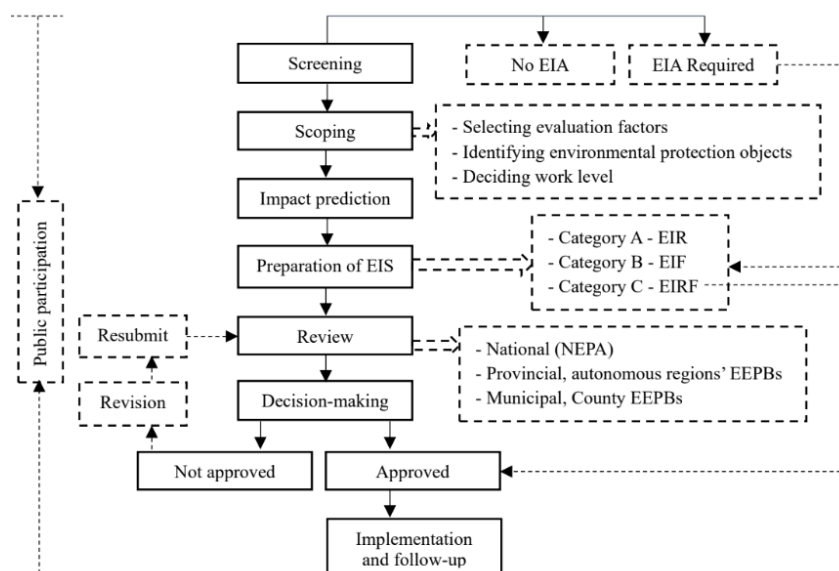 Screening
No EIA
EIA Required
Scoping
- Selecting evaluation factors
- Identifying environmental protection objects
- Deciding work level
Impact prediction
Public participation
Preparation of EIS
- Category A - EIR
- Category B - EIF
- Category C - EIRF
Resubmit
Review
- National (NEPA)
- Provincial, autonomous regions’ EEPBs
- Municipal, County EEPBs
Revision
Decision-making
Not approved
Approved
Implementation
and follow-up